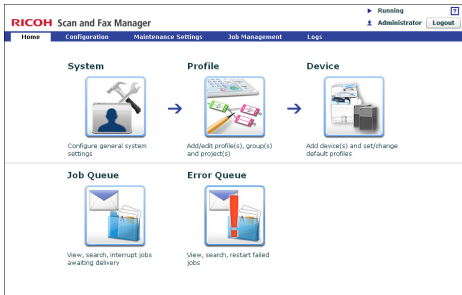 Running
?
RICOH Scan and Fax Manager
Administrator Logout
Home Configuration Maintenance Settings Job Management Logs
System Profile Device
Configure general system
settings
Add/edit profile(s), group(s)
and project(s)
Add device(s) and set/change
default profiles
Job Queue Error Queue
View, search, interrupt jobs
awaiting delivery
View, search, restart failed
jobs